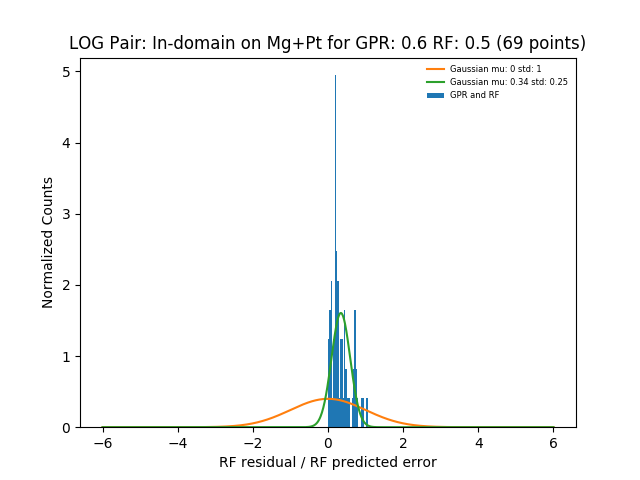 LOG Pair: In-domain on Mg+Pt for GPR: 0.6 RF: 0.5 (69 points)
Gaussian mu: 0 std: 1
Gaussian mu: 0.34 std: 0.25
GPR and RF
Normalized Counts
5
4
3
2
1
0
−6
−4
−2
0
2
4
6
RF residual / RF predicted error